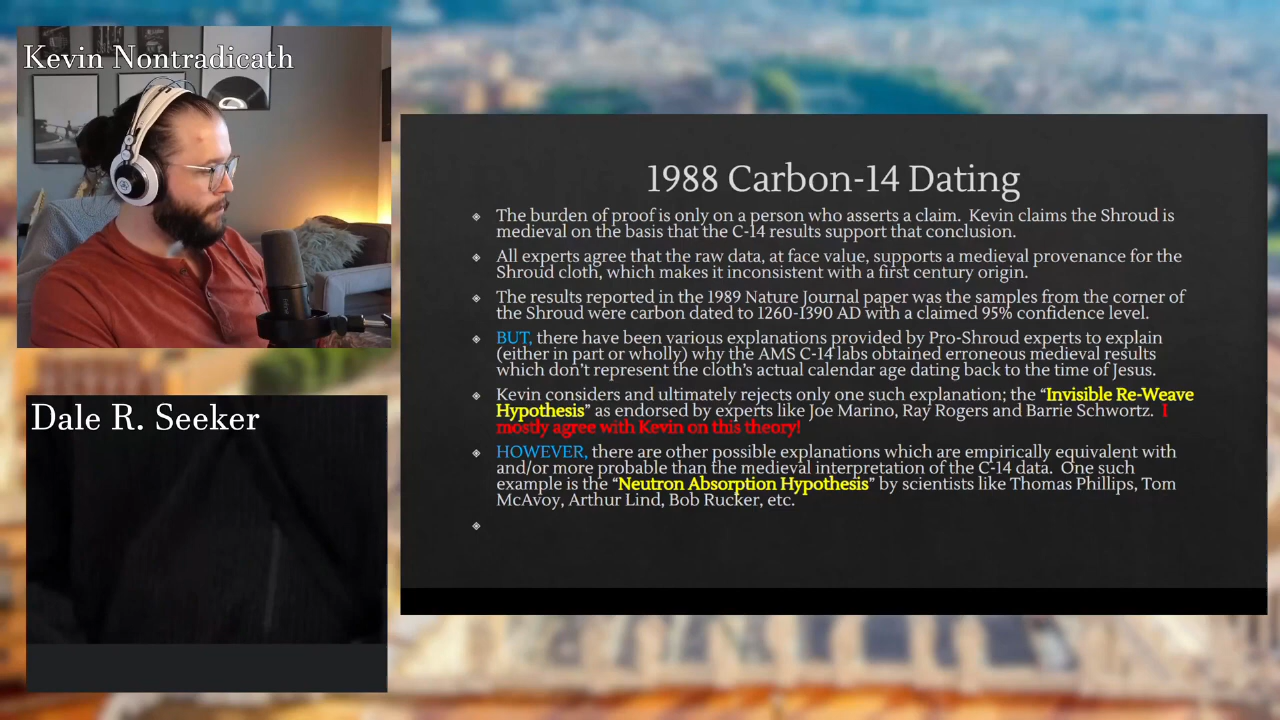 Kevin Nontradicath
Dale R. Seeker
1988 Carbon-14 Dating
The burden of proof is only on a person who asserts a claim. Kevin claims the Shroud is
medieval on the basis that the C-14 results support that conclusion.
All experts agree that the raw data, at face value, supports a medieval provenance for the
Shroud cloth, which makes it inconsistent with a first century origin.
The results reported in the 1989 Nature Journal paper was the samples from the corner of
the Shroud were carbon dated to 1260-1390 AD with a claimed 95% confidence level.
BUT, there have been various explanations provided by Pro-Shroud experts to explain
(either in part or wholly) why the AMS C-14 labs obtained erroneous medieval results
which don't represent the cloth's actual calendar age dating back to the time of Jesus.
Kevin considers and ultimately rejects only one such explanation; the “Invisible Re-Weave
Hypothesis” as endorsed by experts like Joe Marino, Ray Rogers and Barrie Schwortz. I
mostly agree with Kevin on this theory!
HOWEVER, there are other possible explanations which are empirically equivalent with
and/or more probable than the medieval interpretation of the C-14 data. One such
example is the “Neutron Absorption Hypothesis” by scientists like Thomas Phillips, Tom
McAvoy, Arthur Lind, Bob Rucker, etc.